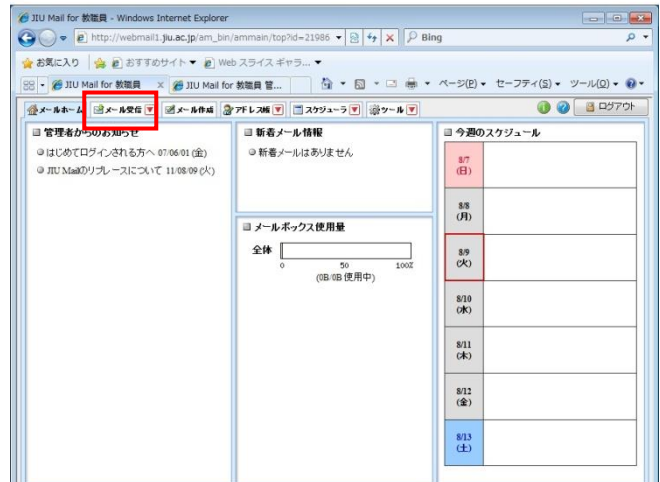 JIU Mail for 教職員 - Windows Internet Explorer
http://webmail1.jiu.ac.jp/am_bin/ammain/top?id=21986
Bing
お気に入り おすすめサイト Web スライス ギャラ...
JIU Mail for 教職員 JIU Mail for 教職員 管... ページ(P) セーフティ(S) ツール(O)
メールホーム メール受信 メール作成 アドレス帳 スケジューラ ツール ログアウト
管理者からのお知らせ
はじめてログインされる方へ 07/06/01 (金)
JIU Mailのリプレースについて 11/08/09 (火)
新着メール情報
新着メールはありません
メールボックス使用量
全体
0 50 100%
(0B/0B 使用中)
今週のスケジュール
8/7
(日)
8/8
(月)
8/9
(火)
8/10
(水)
8/11
(木)
8/12
(金)
8/13
(土)